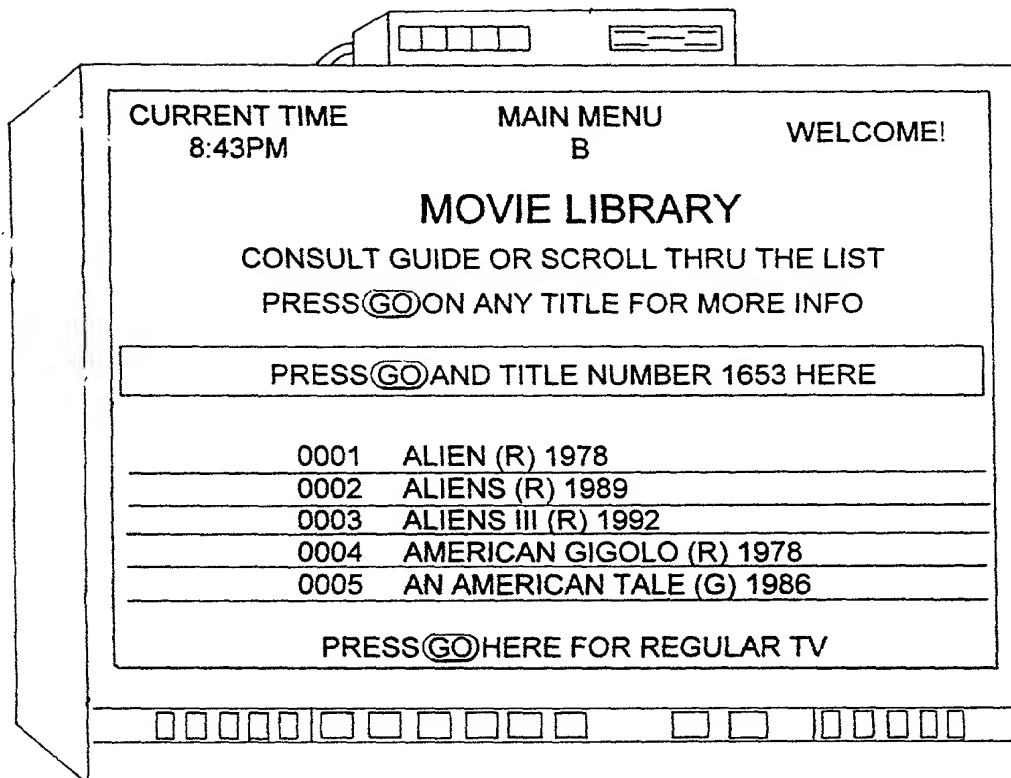 CURRENT TIME MAIN MENU WELCOME!
8:43PM B
MOVIE LIBRARY
CONSULT GUIDE OR SCROLL THRU THE LIST
PRESS GO ON ANY TITLE FOR MORE INFO
PRESS GO AND TITLE NUMBER 1653 HERE
0001 ALIEN (R) 1978
0002 ALIENS (R) 1989
0003 ALIENS III (R) 1992
0004 AMERICAN GIGOLO (R) 1978
0005 AN AMERICAN TALE (G) 1986
PRESS GO HERE FOR REGULAR TV